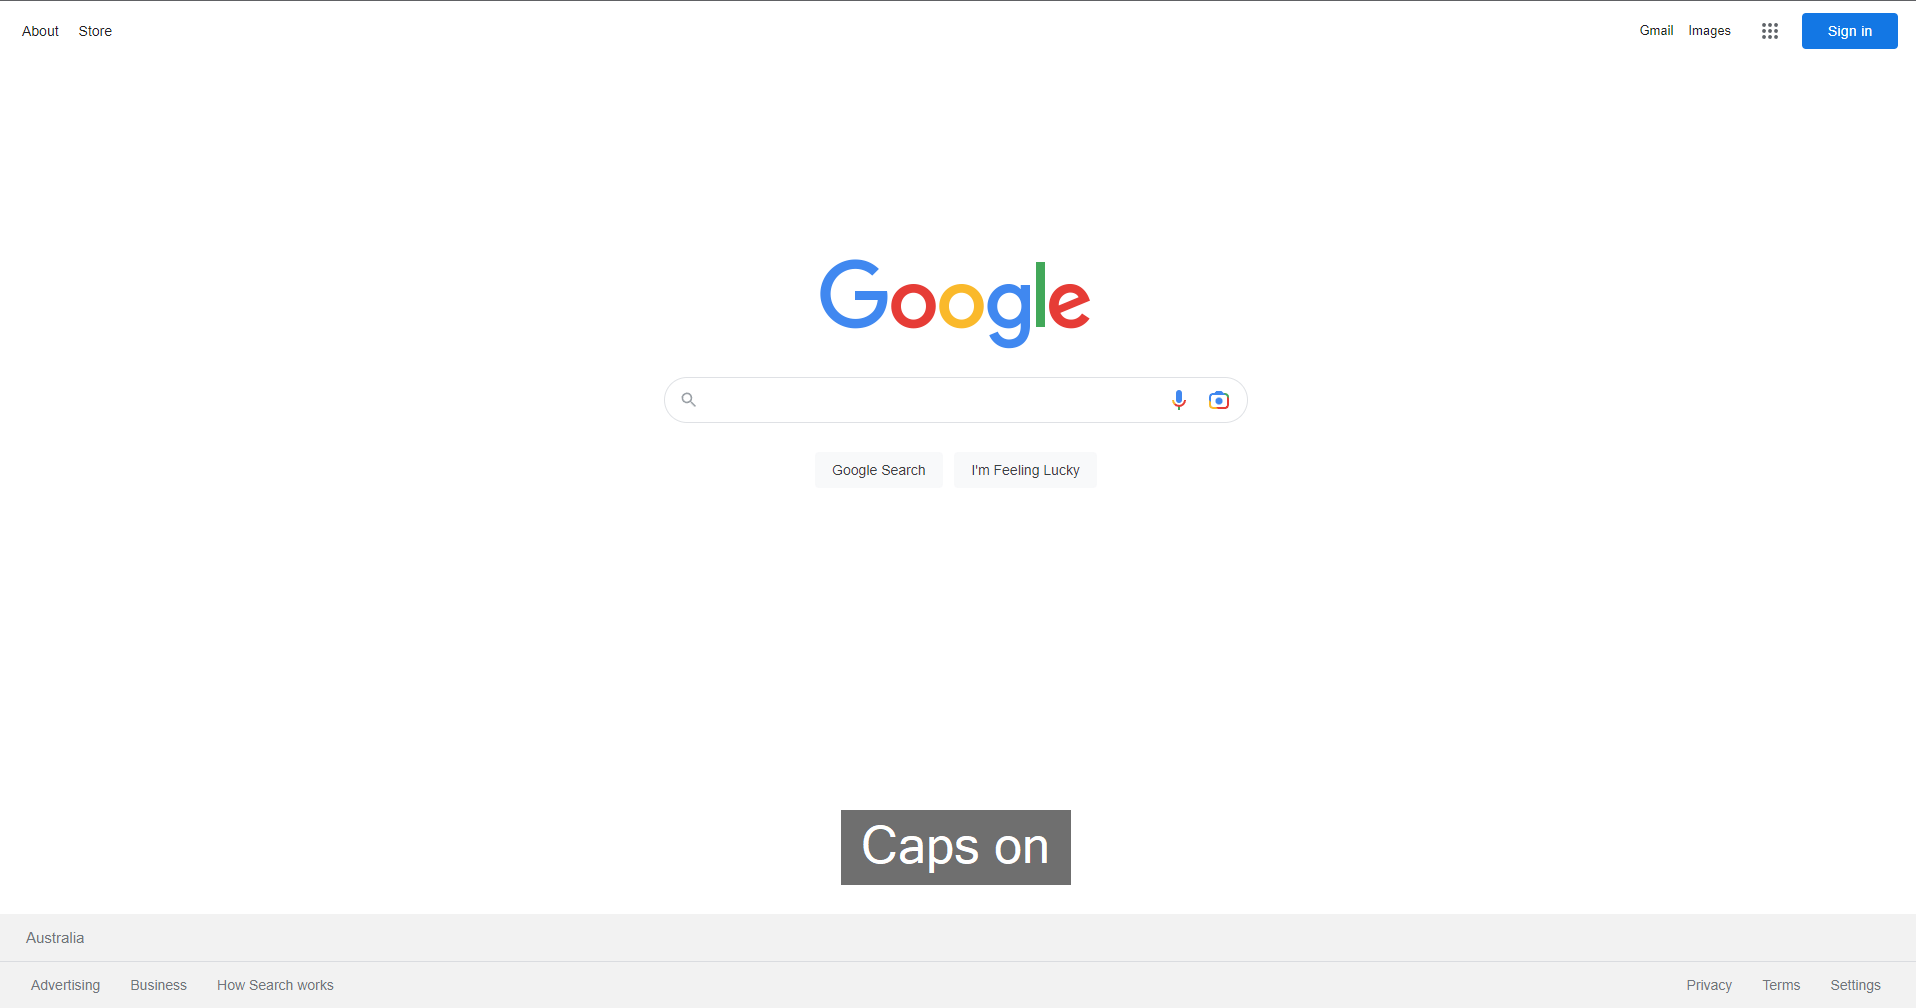 About Store
Gmail Images Sign in
Google
Google Search I'm Feeling Lucky
Caps on
Australia
Advertising Business How Search works
Privacy Terms Settings